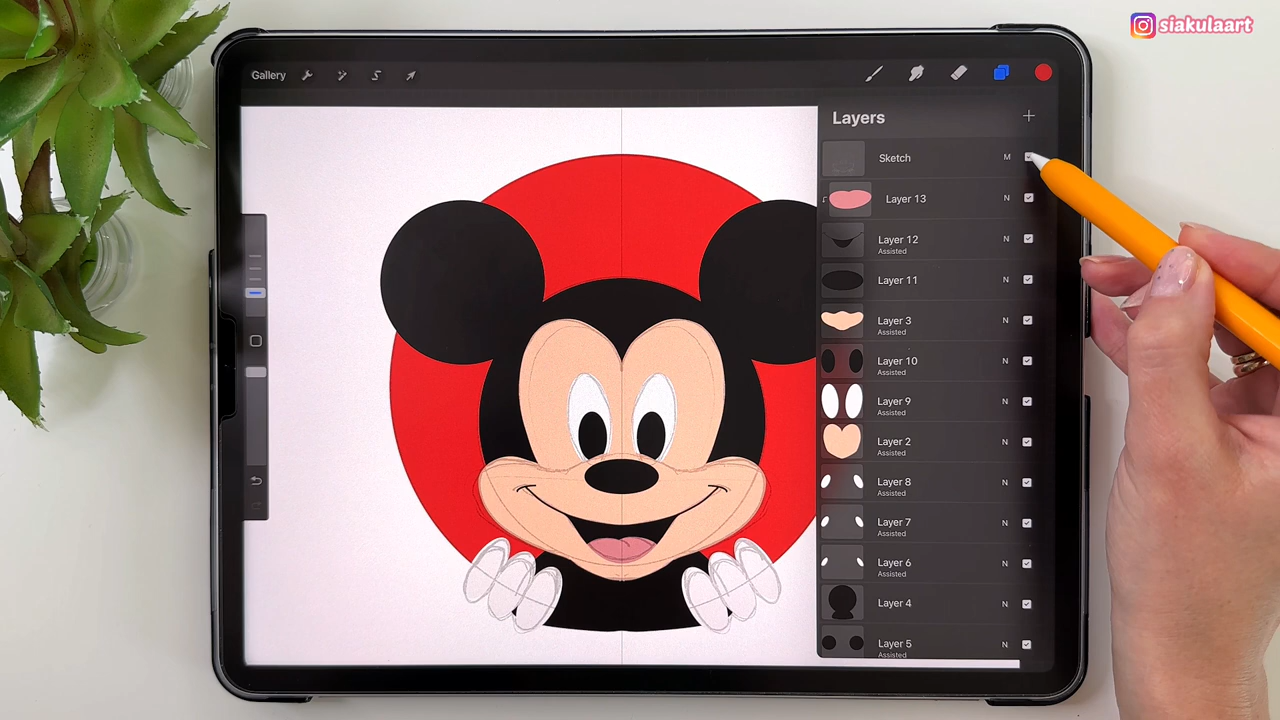 siakulaart
Gallery
Layers
Sketch M
Layer 13 N
Layer 12 N
Assisted
Layer 11 N
Layer 3 N
Assisted
Layer 10 N
Assisted
Layer 9 N
Assisted
Layer 2 N
Assisted
Layer 8 N
Assisted
Layer 7 N
Assisted
Layer 6 N
Assisted
Layer 4 N
Layer 5 N
Assisted